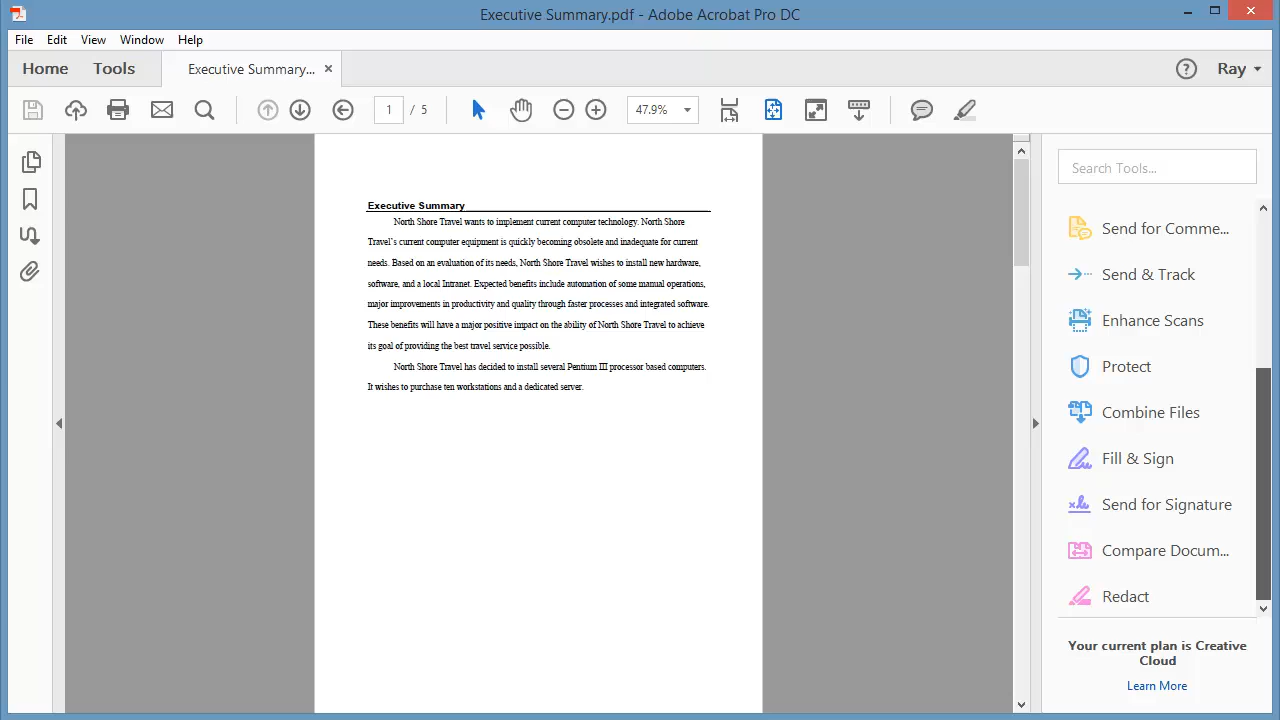 Executive Summary.pdf - Adobe Acrobat Pro DC
File Edit View Window Help
Home Tools Executive Summary... × ? Ray
1 / 5 47.9%
Search Tools...
Executive Summary
North Shore Travel wants to implement current computer technology. North Shore
Travel's current computer equipment is quickly becoming obsolete and inadequate for current
needs. Based on an evaluation of its needs, North Shore Travel wishes to install new hardware,
software, and a local Intranet. Expected benefits include automation of some manual operations,
major improvements in productivity and quality through faster processes and integrated software.
These benefits will have a major positive impact on the ability of North Shore Travel to achieve
its goal of providing the best travel service possible.
North Shore Travel has decided to install several Pentium III processor based computers.
It wishes to purchase ten workstations and a dedicated server.
Send for Comme...
Send & Track
Enhance Scans
Protect
Combine Files
Fill & Sign
Send for Signature
Compare Docum...
Redact
Your current plan is Creative
Cloud
Learn More